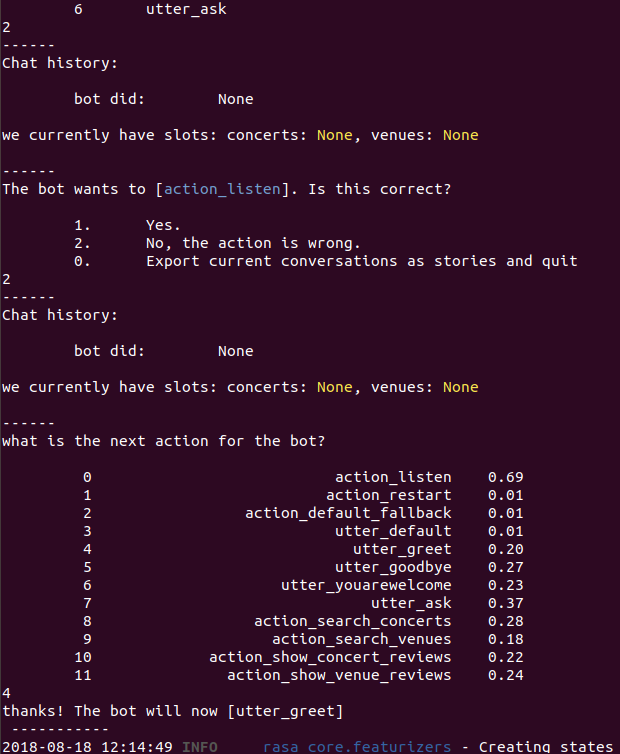 6 utter_ask
2
------
Chat history:
bot did: None
we currently have slots: concerts: None, venues: None
------
The bot wants to [action_listen]. Is this correct?
1. Yes.
2. No, the action is wrong.
0. Export current conversations as stories and quit
2
------
Chat history:
bot did: None
we currently have slots: concerts: None, venues: None
------
what is the next action for the bot?
0 action_listen 0.69
1 action_restart 0.01
2 action_default_fallback 0.01
3 utter_default 0.01
4 utter_greet 0.20
5 utter_goodbye 0.27
6 utter_youarewelcome 0.23
7 utter_ask 0.37
8 action_search_concerts 0.28
9 action_search_venues 0.18
10 action_show_concert_reviews 0.22
11 action_show_venue_reviews 0.24
4
thanks! The bot will now [utter_greet]
-----------
2018-08-18 12:14:49 INFO rasa_core.featurizers - Creating states